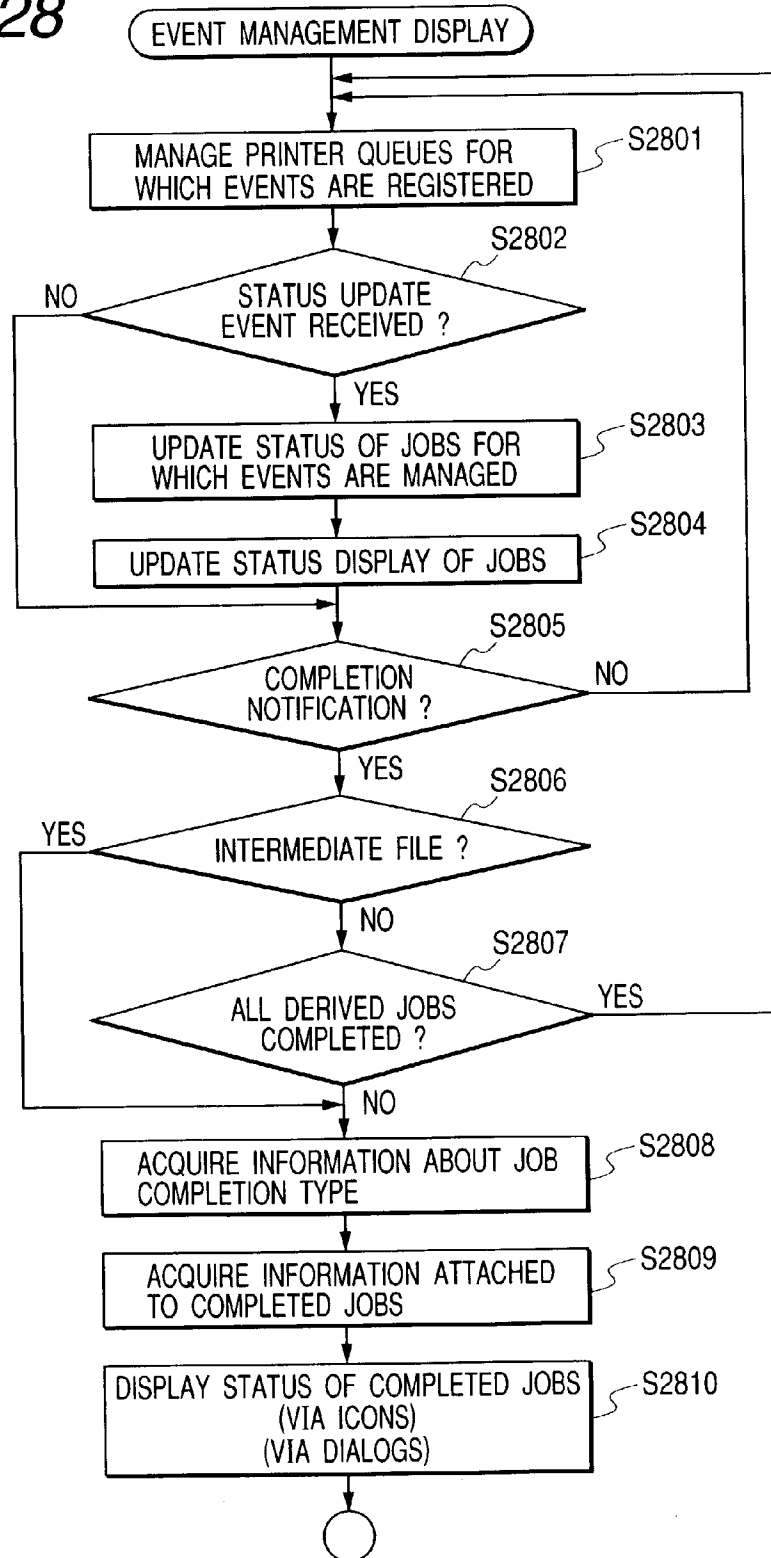 28
EVENT MANAGEMENT DISPLAY
MANAGE PRINTER QUEUES FOR
WHICH EVENTS ARE REGISTERED
S2801
S2802
NO
STATUS UPDATE
EVENT RECEIVED ?
YES
UPDATE STATUS OF JOBS FOR
WHICH EVENTS ARE MANAGED
S2803
S2804
UPDATE STATUS DISPLAY OF JOBS
S2805
COMPLETION
NOTIFICATION ?
NO
YES
S2806
YES
INTERMEDIATE FILE ?
NO
S2807
ALL DERIVED JOBS
COMPLETED ?
YES
NO
ACQUIRE INFORMATION ABOUT JOB
COMPLETION TYPE
S2808
ACQUIRE INFORMATION ATTACHED
TO COMPLETED JOBS
S2809
DISPLAY STATUS OF COMPLETED JOBS
(VIA ICONS)
(VIA DIALOGS)
S2810